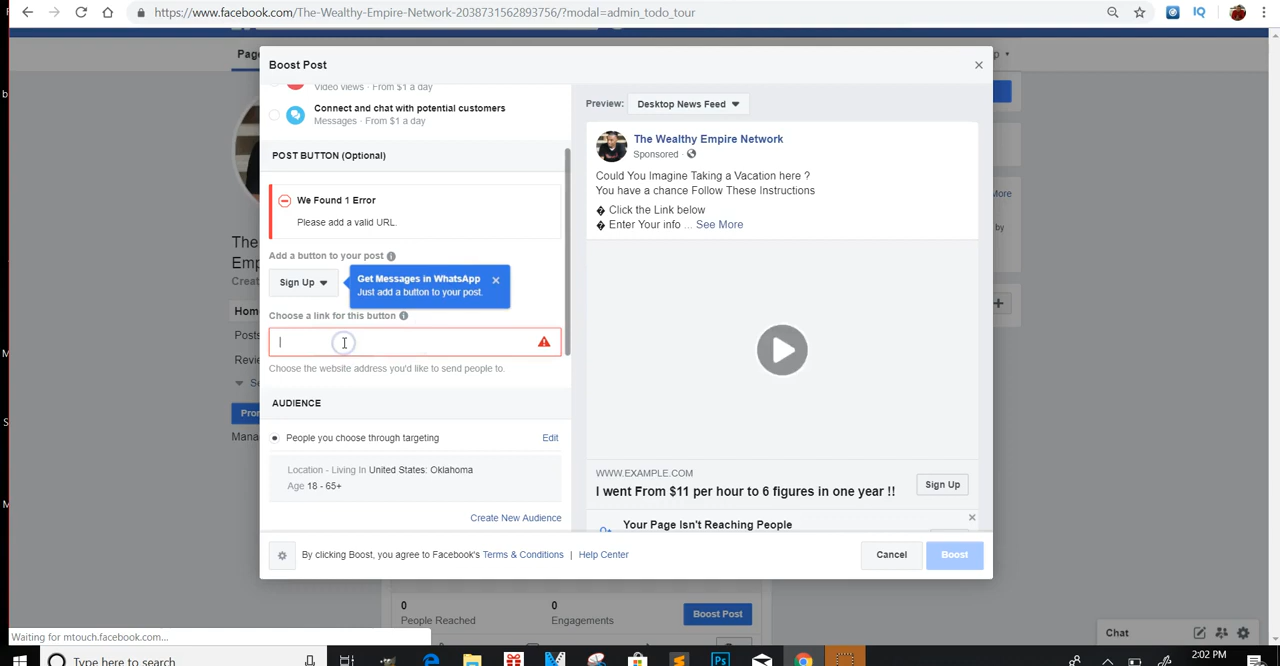 https://www.facebook.com/The-Wealthy-Empire-Network-2038731562893756/?modal=admin_todo_tour
Boost Post
Video views · From $1 a day
Connect and chat with potential customers
Messages · From $1 a day
POST BUTTON (Optional)
We Found 1 Error
Please add a valid URL.
Add a button to your post
Sign Up
Get Messages in WhatsApp
Just add a button to your post.
Choose a link for this button
Choose the website address you'd like to send people to.
AUDIENCE
People you choose through targeting
Edit
Location - Living In United States: Oklahoma
Age 18 - 65+
Create New Audience
Preview:
Desktop News Feed
The Wealthy Empire Network
Sponsored ·
Could You Imagine Taking a Vacation here ?
You have a chance Follow These Instructions
� Click the Link below
� Enter Your info ... See More
WWW.EXAMPLE.COM
I went From $11 per hour to 6 figures in one year !!
Sign Up
Your Page Isn't Reaching People
By clicking Boost, you agree to Facebook's Terms & Conditions | Help Center
Cancel
Boost
0
People Reached
0
Engagements
Boost Post
Waiting for mtouch.facebook.com...
Chat
Type here to search
2:02 PM